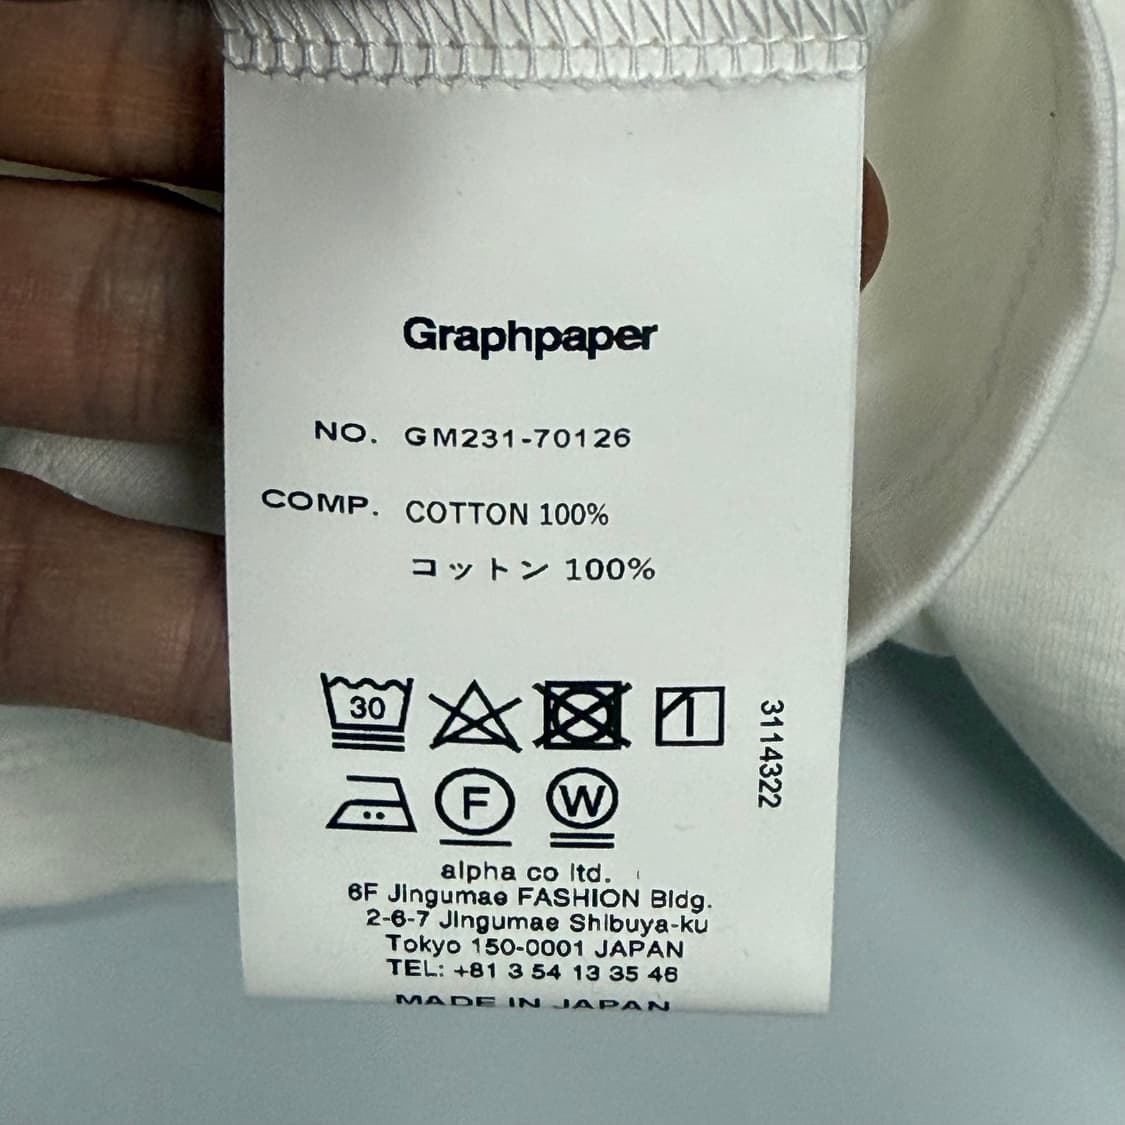 Graphpaper
NO. GM231-70126
COMP. COTTON 100%
コットン 100%
30
F W
3114322
alpha co ltd.
6F Jingumae FASHION Bldg.
2-6-7 Jingumae Shibuya-ku
Tokyo 150-0001 JAPAN
TEL: +81 3 54 13 35 46
MADE IN JAPAN